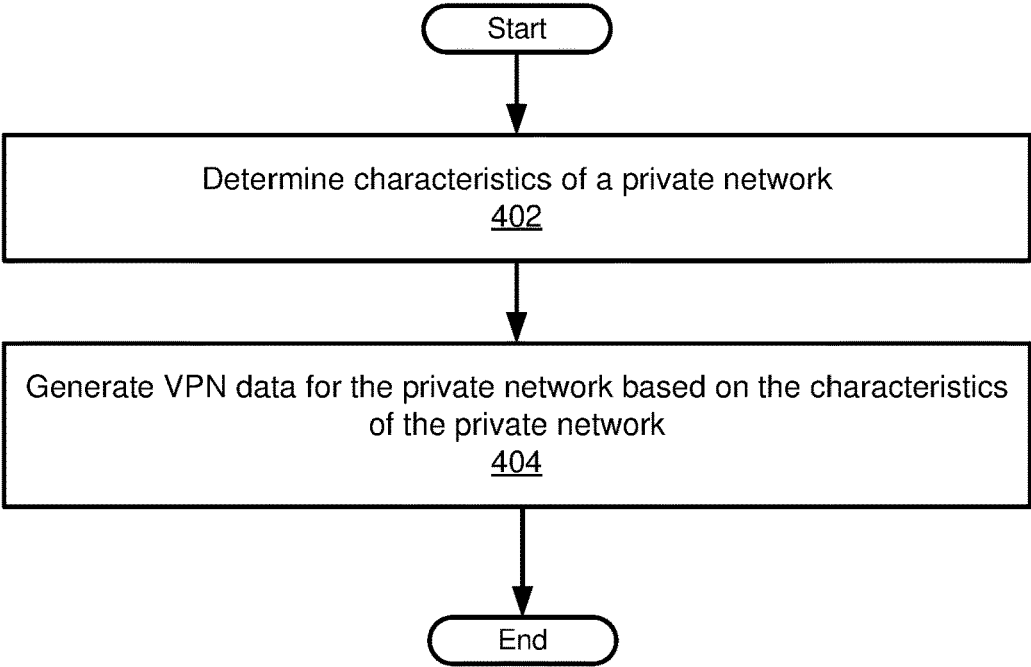 Start
Determine characteristics of a private network
402
Generate VPN data for the private network based on the characteristics
of the private network
404
End